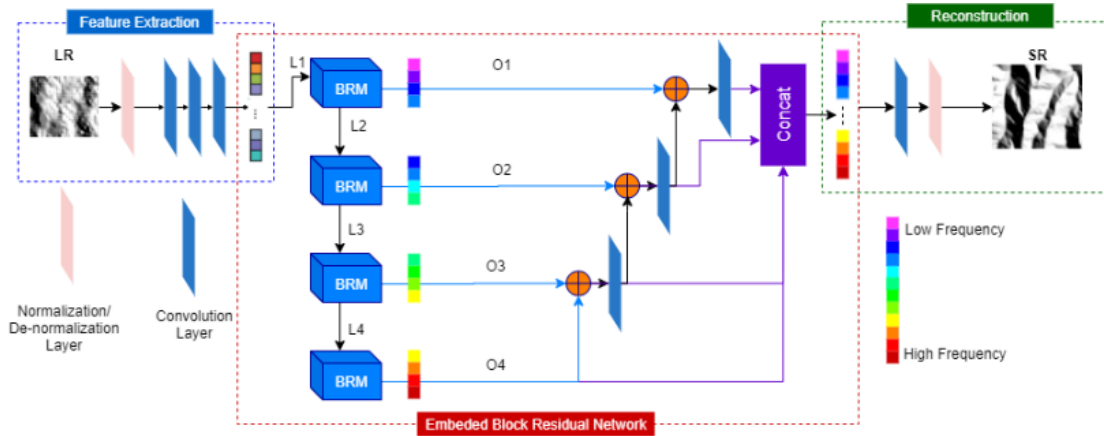 Feature Extraction
Reconstruction
LR
L1
BRM
O1
Concat
SR
L2
BRM
O2
L3
BRM
O3
L4
BRM
O4
Low Frequency
High Frequency
Normalization/
De-normalization
Layer
Convolution
Layer
Embeded Block Residual Network